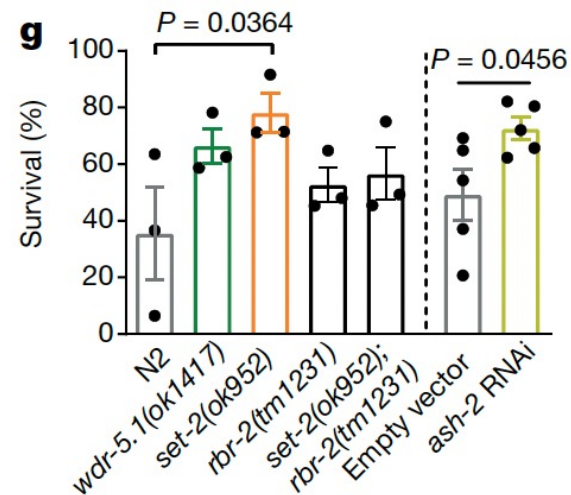 g
P = 0.0364
P = 0.0456
Survival (%)
100
80
60
40
20
0
N2
wdr-5.1(ok1417)
set-2(ok952)
rbr-2(tm1231)
set-2(ok952);
rbr-2(tm1231)
Empty vector
ash-2 RNAi